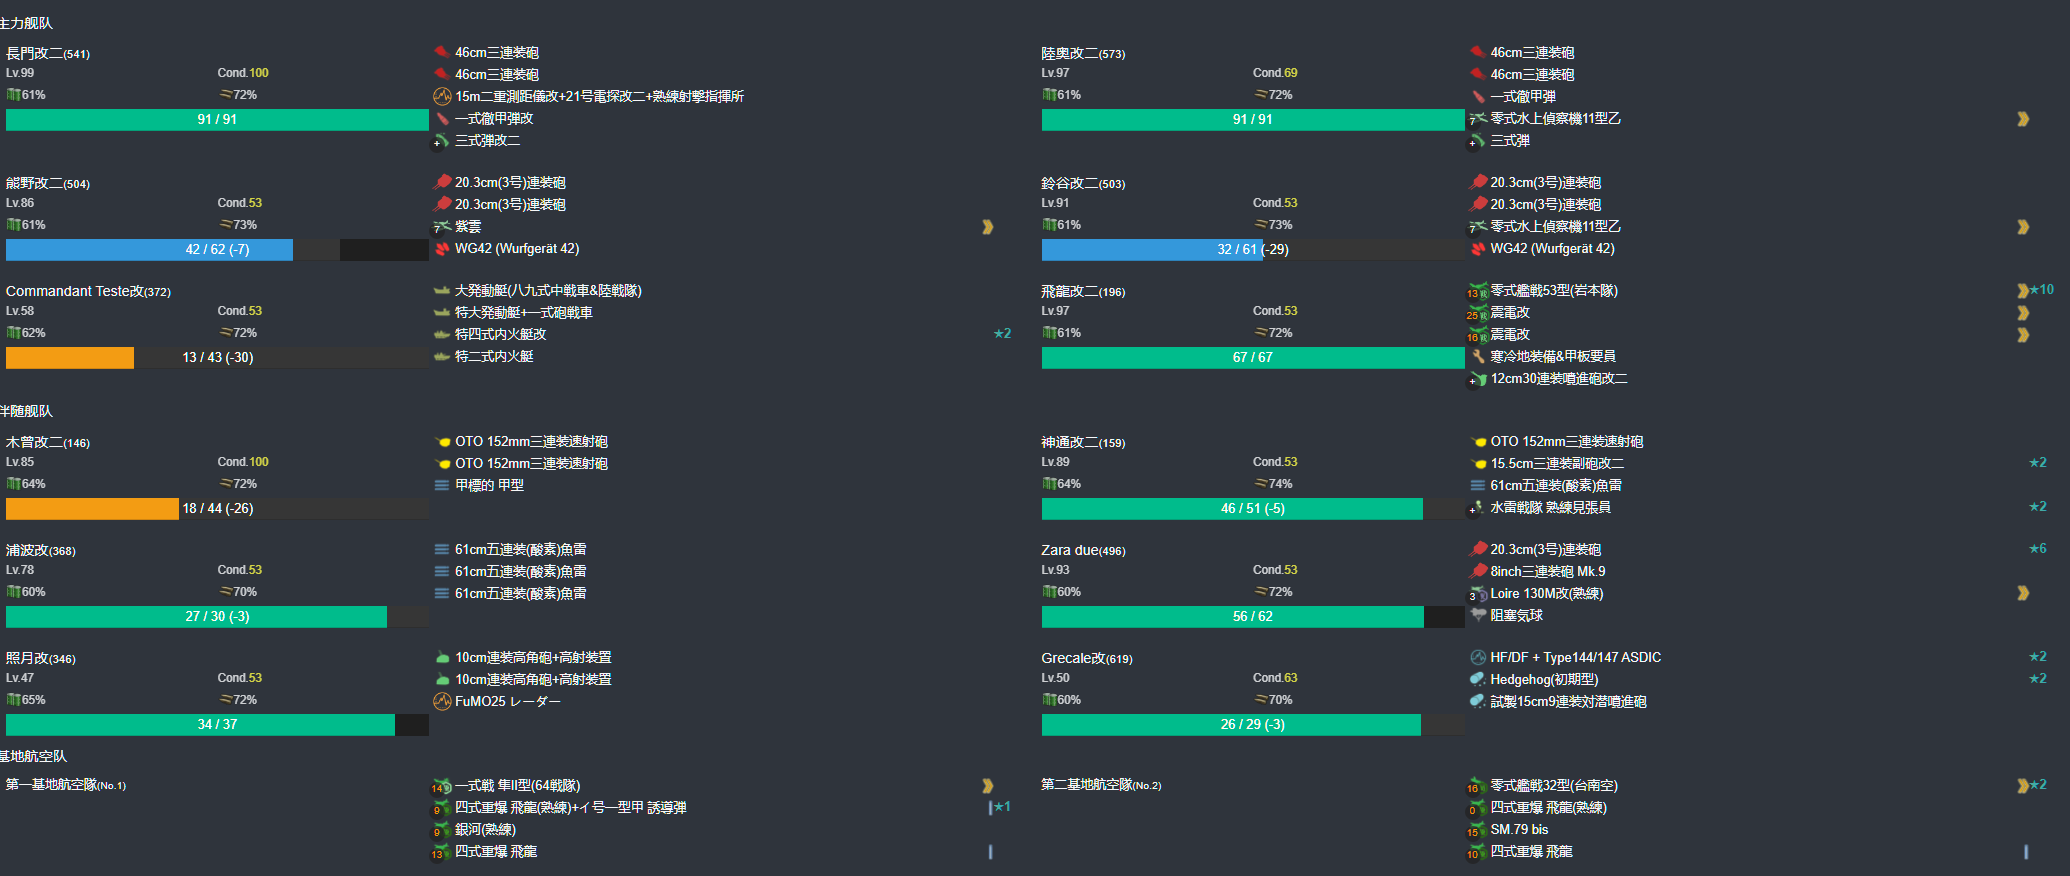 主力舰队
長門改二(541)
Lv.99 Cond.100
61% 72%
91 / 91
46cm三連装砲
46cm三連装砲
15m二重測距儀改+21号電探改二+熟練射撃指揮所
一式徹甲弾改
三式弾改二
陸奥改二(573)
Lv.97 Cond.69
61% 72%
91 / 91
46cm三連装砲
46cm三連装砲
一式徹甲弾
7 零式水上偵察機11型乙
三式弾
熊野改二(504)
Lv.86 Cond.53
61% 73%
42 / 62 (-7)
20.3cm(3号)連装砲
20.3cm(3号)連装砲
7 紫雲
WG42 (Wurfgerät 42)
鈴谷改二(503)
Lv.91 Cond.53
61% 73%
32 / 61 (-29)
20.3cm(3号)連装砲
20.3cm(3号)連装砲
7 零式水上偵察機11型乙
WG42 (Wurfgerät 42)
Commandant Teste改(372)
Lv.58 Cond.53
62% 72%
13 / 43 (-30)
大発動艇(八九式中戦車&陸戦隊)
特大発動艇+一式砲戦車
特四式内火艇改 ★2
特二式内火艇
飛龍改二(196)
Lv.97 Cond.53
61% 72%
67 / 67
13 零式艦戦53型(岩本隊) ★10
25 震電改
16 震電改
寒冷地装備&甲板要員
12cm30連装噴進砲改二
伴随舰队
木曾改二(146)
Lv.85 Cond.100
64% 72%
18 / 44 (-26)
OTO 152mm三連装速射砲
OTO 152mm三連装速射砲
甲標的 甲型
神通改二(159)
Lv.89 Cond.53
64% 74%
46 / 51 (-5)
OTO 152mm三連装速射砲
15.5cm三連装副砲改二 ★2
61cm五連装(酸素)魚雷
水雷戦隊 熟練見張員 ★2
浦波改(368)
Lv.78 Cond.53
60% 70%
27 / 30 (-3)
61cm五連装(酸素)魚雷
61cm五連装(酸素)魚雷
61cm五連装(酸素)魚雷
Zara due(496)
Lv.93 Cond.53
60% 72%
56 / 62
20.3cm(3号)連装砲 ★6
8inch三連装砲 Mk.9
3 Loire 130M改(熟練)
阻塞気球
照月改(346)
Lv.47 Cond.53
65% 72%
34 / 37
10cm連装高角砲+高射装置
10cm連装高角砲+高射装置
FuMO25 レーダー
Grecale改(619)
Lv.50 Cond.63
60% 70%
26 / 29 (-3)
HF/DF + Type144/147 ASDIC ★2
Hedgehog(初期型) ★2
試製15cm9連装対潜噴進砲
基地航空队
第一基地航空隊(No.1)
14 一式戦 隼II型(64戦隊)
9 四式重爆 飛龍(熟練)+イ号一型甲 誘導弾 ★1
9 銀河(熟練)
13 四式重爆 飛龍
第二基地航空隊(No.2)
16 零式艦戦32型(台南空) ★2
0 四式重爆 飛龍(熟練)
15 SM.79 bis
10 四式重爆 飛龍